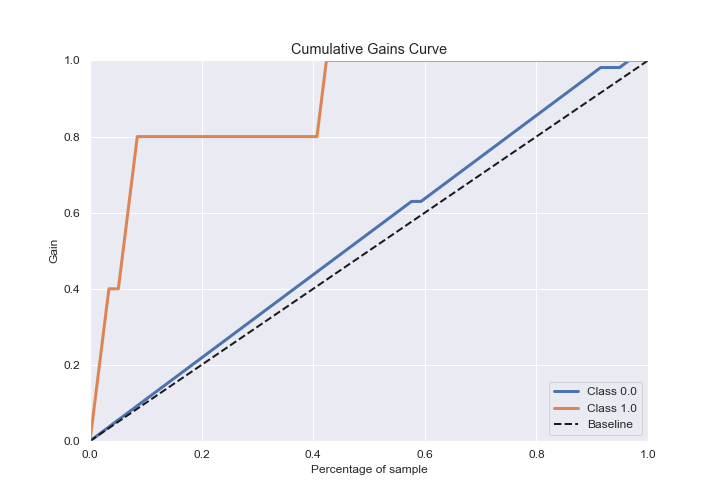 Cumulative Gains Curve
1.0
0.8
0.6
0.4
0.2
0.0
Gain
0.0 0.2 0.4 0.6 0.8 1.0
Percentage of sample
Class 0.0
Class 1.0
Baseline